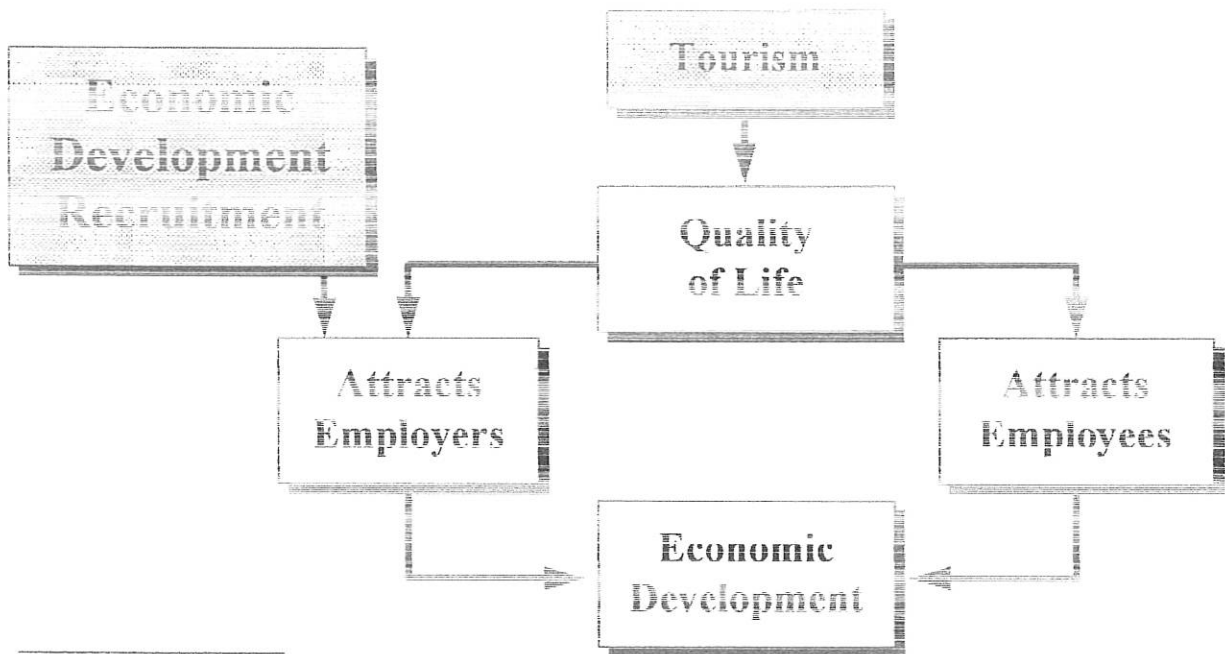 Economic
Development
Recruitment
Tourism
Quality
of Life
Attracts
Employers
Attracts
Employees
Economic
Development